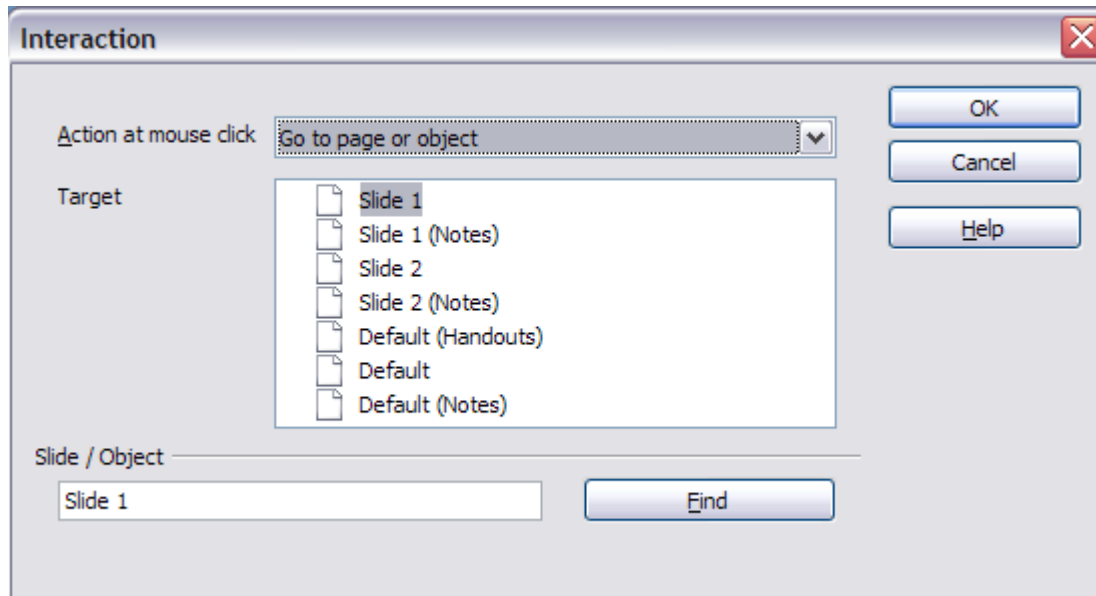 Interaction
Action at mouse click
Go to page or object
OK
Cancel
Help
Target
Slide 1
Slide 1 (Notes)
Slide 2
Slide 2 (Notes)
Default (Handouts)
Default
Default (Notes)
Slide / Object
Slide 1
Find